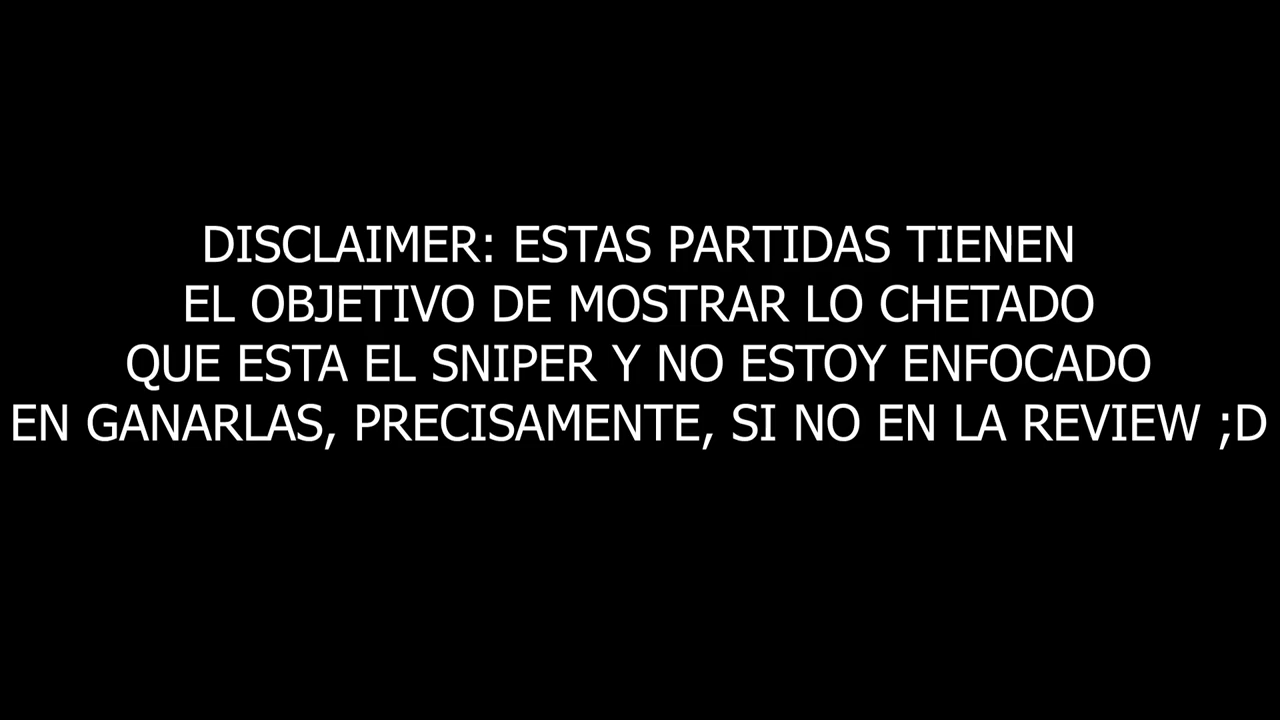 DISCLAIMER: ESTAS PARTIDAS TIENEN
EL OBJETIVO DE MOSTRAR LO CHETADO
QUE ESTA EL SNIPER Y NO ESTOY ENFOCADO
EN GANARLAS, PRECISAMENTE, SI NO EN LA REVIEW ;D